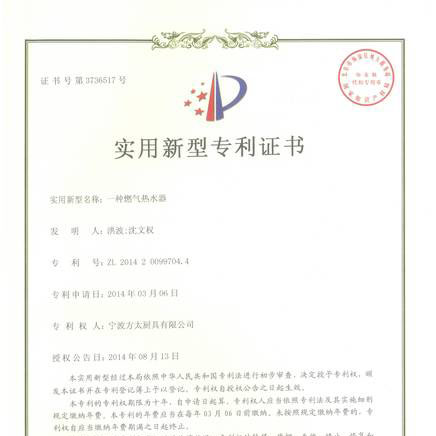 证书号第3736517号
实用新型专利证书
实用新型名称：一种燃气热水器
发明人：洪波;沈文权
专利号：ZL 2014 2 0099704.4
专利申请日：2014年03月06日
专利权人：宁波方太厨具有限公司
授权公告日：2014年08月13日
本实用新型经过本局依照中华人民共和国专利法进行初步审查，决定授予专利权，颁
发本证书并在专利登记簿上予以登记。专利权自授权公告之日起生效。
本专利的专利权期限为十年，自申请日起算。专利权人应当依照专利法及其实施细则
规定缴纳年费。本专利的年费应当在每年03月06日前缴纳。未按照规定缴纳年费的，专
利权自应当缴纳年费期满之日起终止。